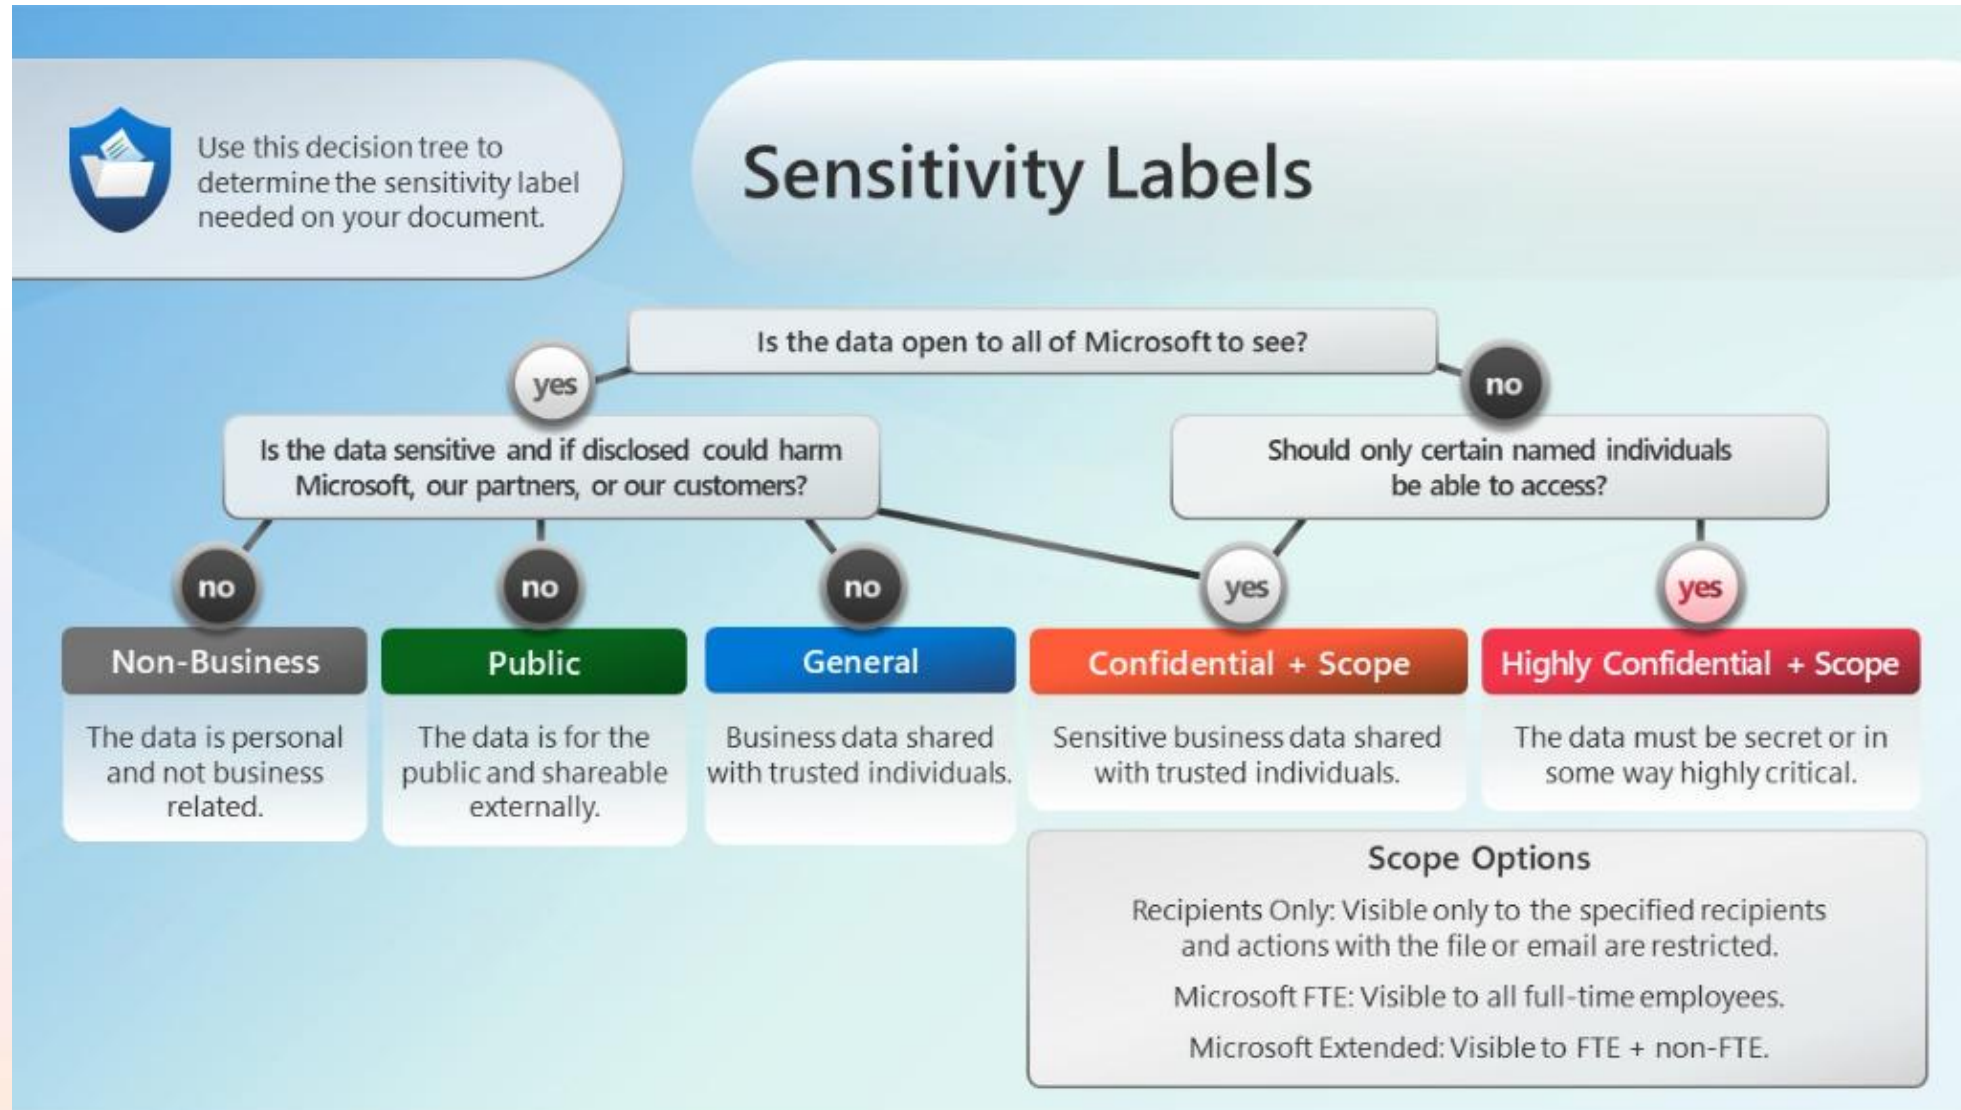 Use this decision tree to
determine the sensitivity label
needed on your document.
Sensitivity Labels
Is the data open to all of Microsoft to see?
yes
no
Is the data sensitive and if disclosed could harm
Microsoft, our partners, or our customers?
Should only certain named individuals
be able to access?
no
no
no
yes
yes
Non-Business
The data is personal
and not business
related.
Public
The data is for the
public and shareable
externally.
General
Business data shared
with trusted individuals.
Confidential + Scope
Sensitive business data shared
with trusted individuals.
Highly Confidential + Scope
The data must be secret or in
some way highly critical.
Scope Options
Recipients Only: Visible only to the specified recipients
and actions with the file or email are restricted.
Microsoft FTE: Visible to all full-time employees.
Microsoft Extended: Visible to FTE + non-FTE.